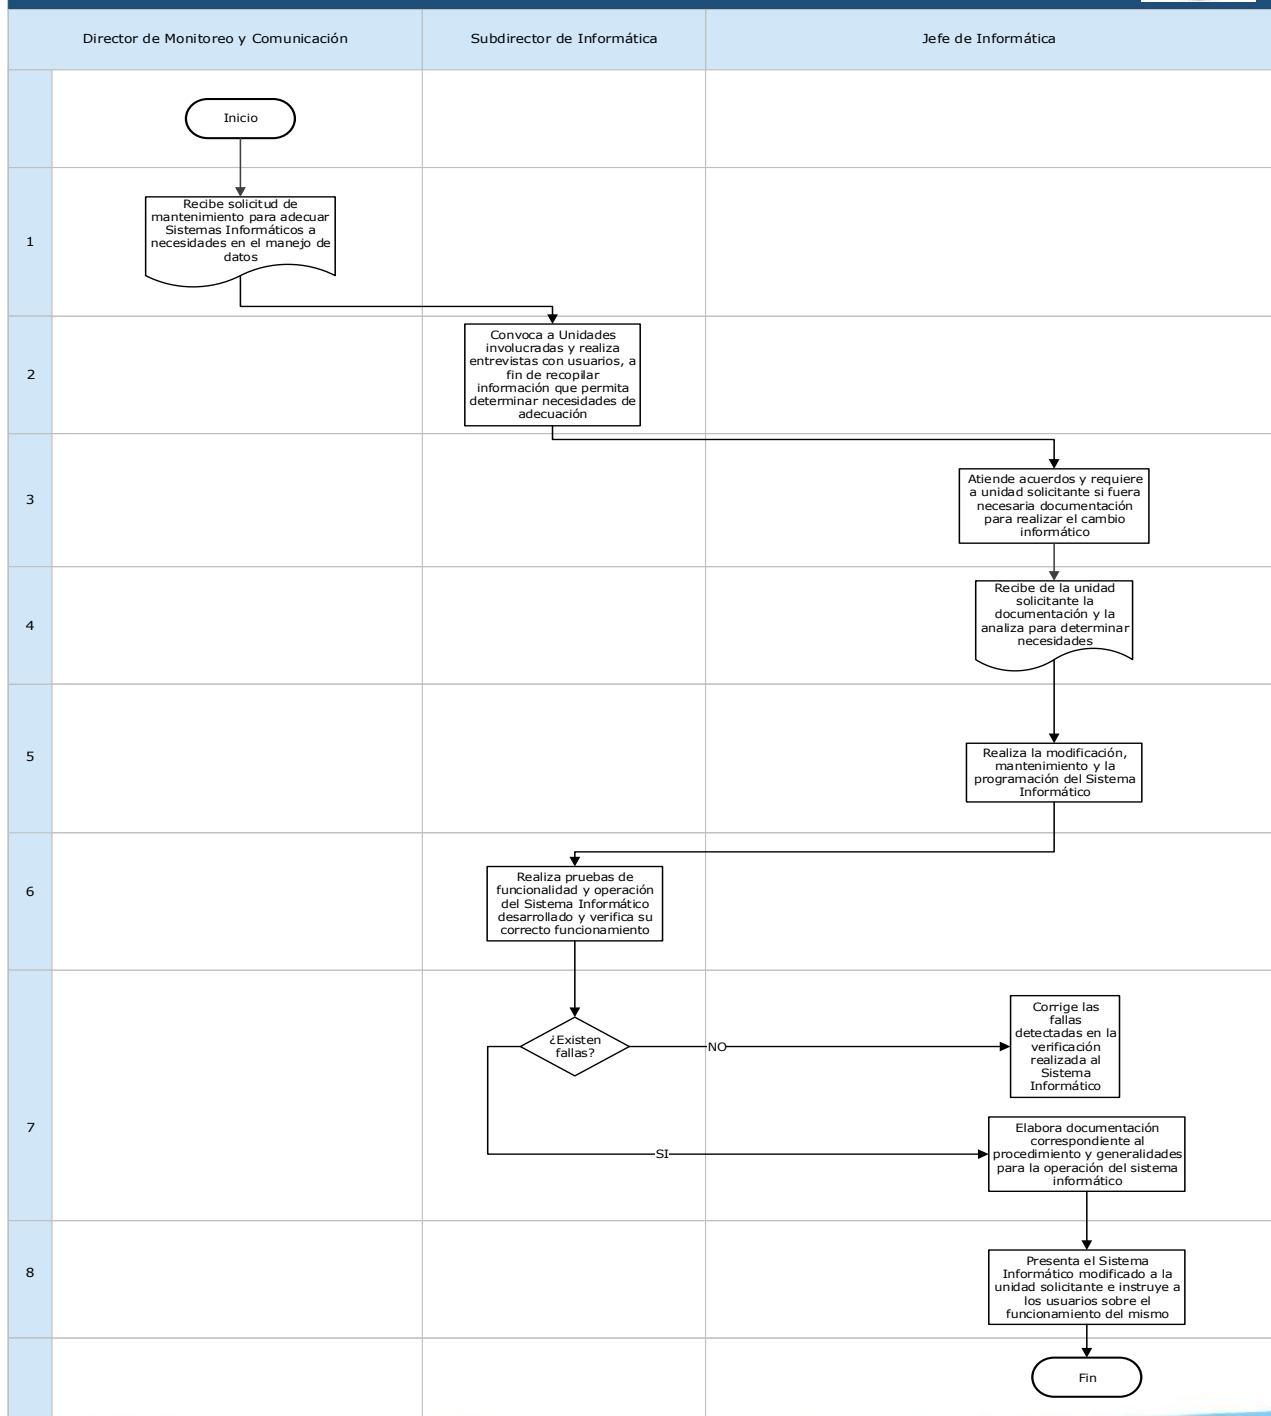 Director de Monitoreo y Comunicación
Subdirector de Informática
Jefe de Informática
Inicio
1
Recibe solicitud de
mantenimiento para adecuar
Sistemas Informáticos a
necesidades en el manejo de
datos
2
Convoca a Unidades
involucradas y realiza
entrevistas con usuarios, a
fin de recopilar
información que permita
determinar necesidades de
adecuación
3
Atiende acuerdos y requiere
a unidad solicitante si fuera
necesaria documentación
para realizar el cambio
informático
4
Recibe de la unidad
solicitante la
documentación y la
analiza para determinar
necesidades
5
Realiza la modificación,
mantenimiento y la
programación del Sistema
Informático
6
Realiza pruebas de
funcionalidad y operación
del Sistema Informático
desarrollado y verifica su
correcto funcionamiento
7
¿Existen
fallas?
NO
Corrige las
fallas
detectadas en la
verificación
realizada al
Sistema
Informático
SI
Elabora documentación
correspondiente al
procedimiento y generalidades
para la operación del sistema
informático
8
Presenta el Sistema
Informático modificado a la
unidad solicitante e instruye a
los usuarios sobre el
funcionamiento del mismo
Fin